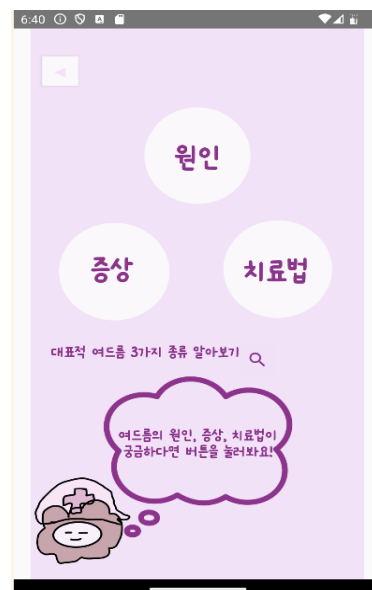 6:40
원인
증상
치료법
대표적 여드름 3가지 종류 알아보기
여드름의 원인, 증상, 치료법이
궁금하다면 버튼을 눌러봐요!